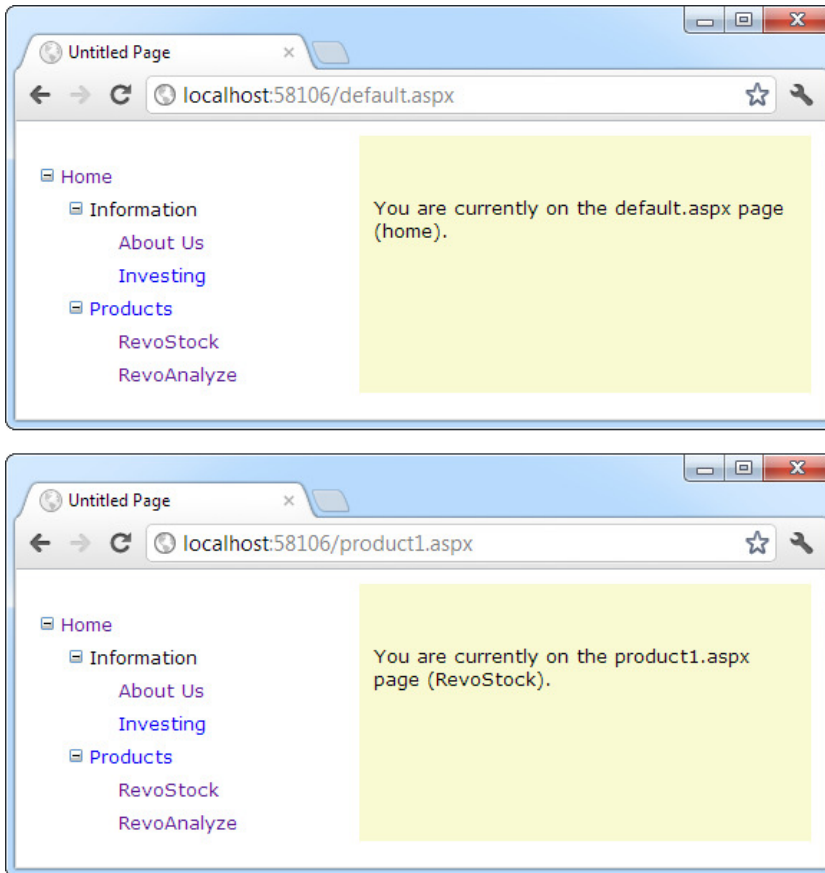 Untitled Page
localhost:58106/default.aspx
Home
Information
About Us
Investing
Products
RevoStock
RevoAnalyze
You are currently on the default.aspx page
(home).
Untitled Page
localhost:58106/product1.aspx
Home
Information
About Us
Investing
Products
RevoStock
RevoAnalyze
You are currently on the product1.aspx
page (RevoStock).